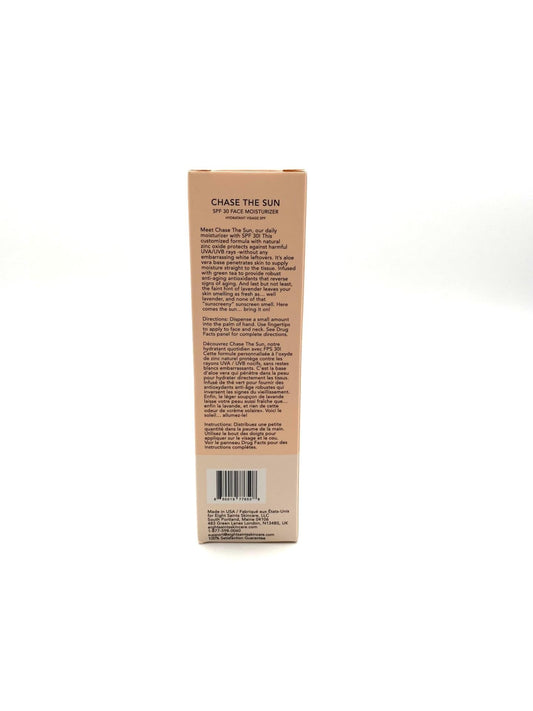 CHASE THE SUN
SPF 30 FACE MOISTURIZER
HYDRATANT VISAGE SPF
Meet Chase The Sun, our daily
moisturizer with SPF 30! This
customized formula with natural
zinc oxide protects against harmful
UVA/UVB rays -without any
embarrassing white leftovers. It's aloe
vera base penetrates skin to supply
moisture straight to the tissue. Infused
with green tea to provide robust
anti-aging antioxidants that reverse
signs of aging. And last but not least,
the faint hint of lavender leaves your
skin smelling as fresh as... well
lavender, and none of that
"sunscreeny" sunscreen smell. Here
comes the sun... bring it on!
Directions: Dispense a small amount
into the palm of hand. Use fingertips
to apply to face and neck. See Drug
Facts panel for complete directions.
Découvrez Chase The Sun, notre
hydratant quotidien avec FPS 30!
Cette formule personnalisée à l'oxyde
de zinc naturel protège contre les
rayons UVA / UVB nocifs, sans restes
blancs embarrassants. C'est la base
d'aloe vera qui pénètre dans la peau
pour hydrater directement les tissus.
Infusé de thé vert pour fournir des
antioxydants anti-âge robustes qui
inversent les signes du vieillissement.
Enfin, le léger soupçon de lavande
laisse votre peau aussi fraîche que...
enfin la lavande, et rien de cette
odeur de «crème solaire». Voici le
soleil... allumez-le!
Instructions: Distribuez une petite
quantité dans la paume de la main.
Utilisez le bout des doigts pour
appliquer sur le visage et le cou.
Voir le panneau Drug Facts pour des
instructions complètes.
Made in USA / Fabriqué aux États-Unis
for Eight Saints Skincare, LLC
South Portland, Maine 04106
483 Green Lanes London, N134BS, UK
1-877-598-0060
support@eightsaintsskincare.com
eightsaintskincare.com
100% Satisfaction Guarantee